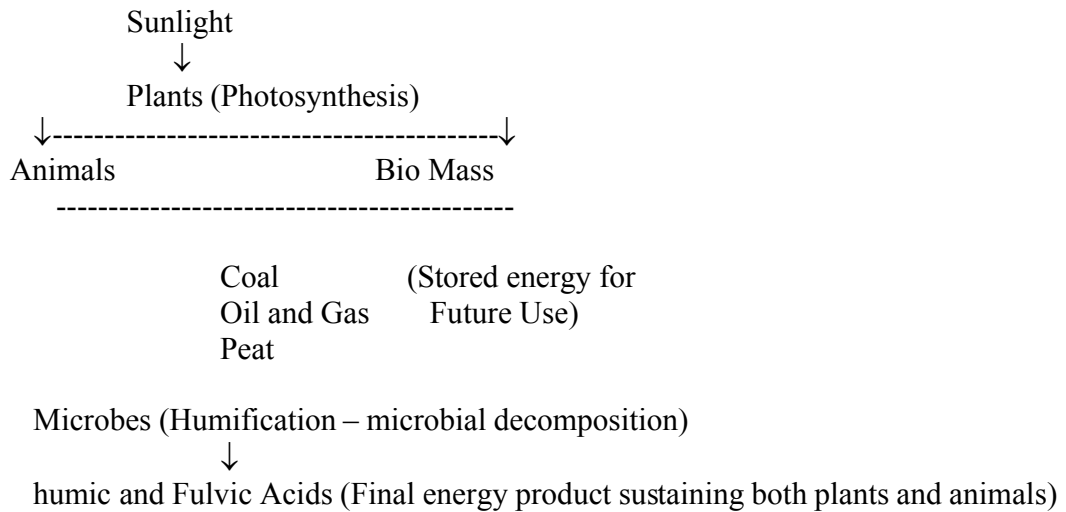 Sunlight
↓
Plants (Photosynthesis)
↓-------------------------------------------↓
Animals Bio Mass
--------------------------------------------
Coal (Stored energy for
Oil and Gas Future Use)
Peat
Microbes (Humification – microbial decomposition)
↓
humic and Fulvic Acids (Final energy product sustaining both plants and animals)